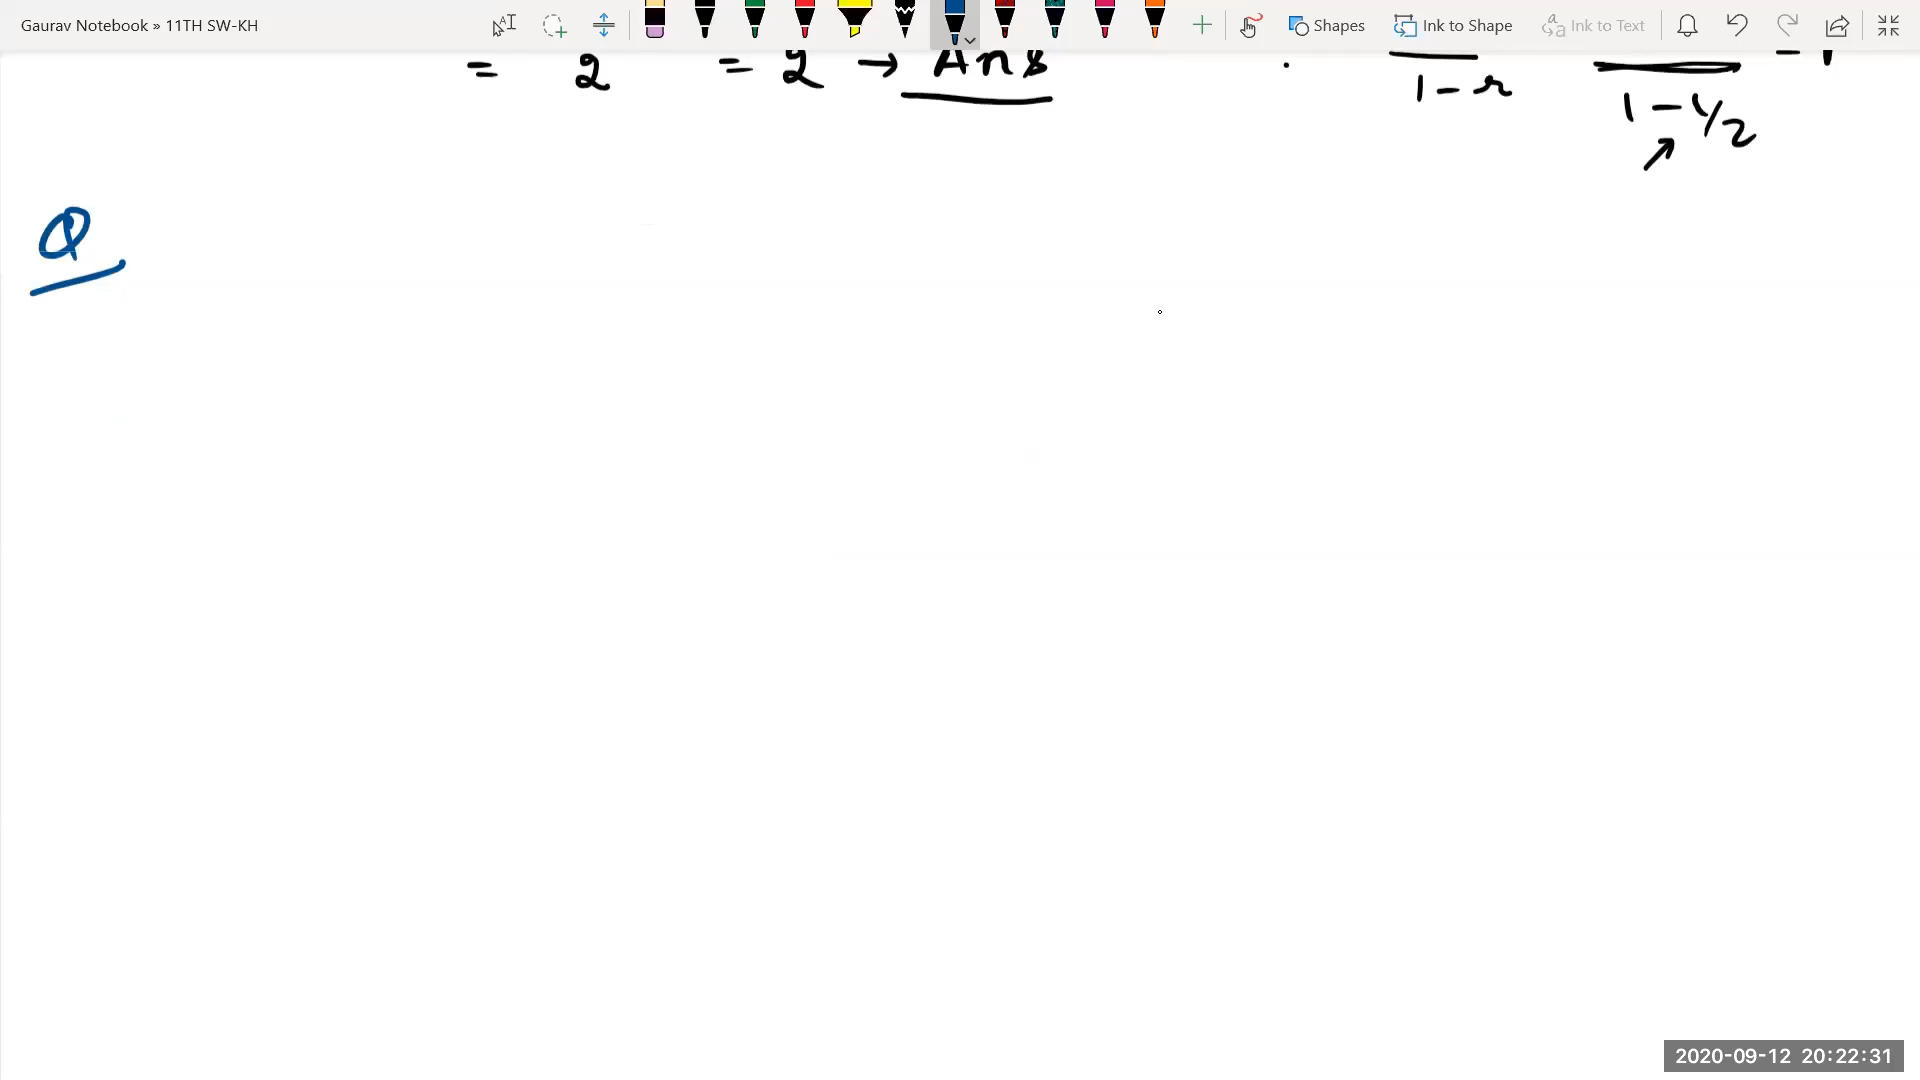 Gaurav Notebook » 11TH SW-KH
Shapes
Ink to Shape
Ink to Text
= 2 = 2 → Ans
1 - r
1 - 1/2
Q
2020-09-12 20:22:31